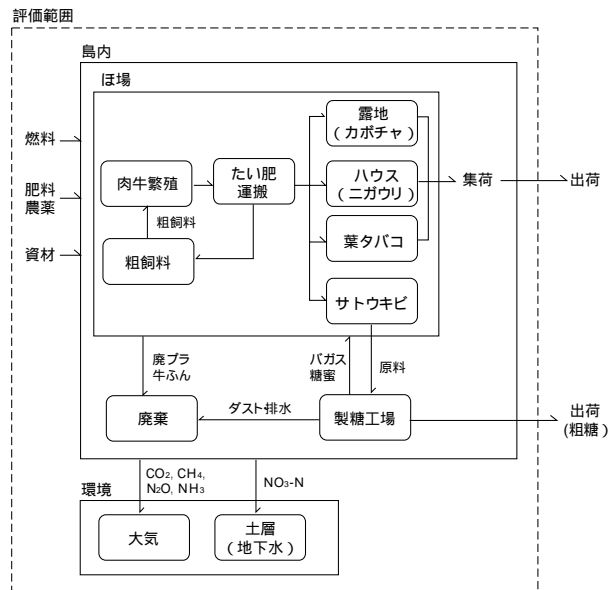 評価範囲
島内
ほ場
燃料
肥料
農薬
資材
肉牛繁殖
たい肥
運搬
粗飼料
粗飼料
露地
(カボチャ)
ハウス
(ニガウリ)
葉タバコ
サトウキビ
集荷
出荷
廃プラ
牛ふん
バガス
糖蜜
原料
廃棄
ダスト・排水
製糖工場
出荷
(粗糖)
CO2, CH4,
N2O, NH3
NO3-N
環境
大気
土層
(地下水)